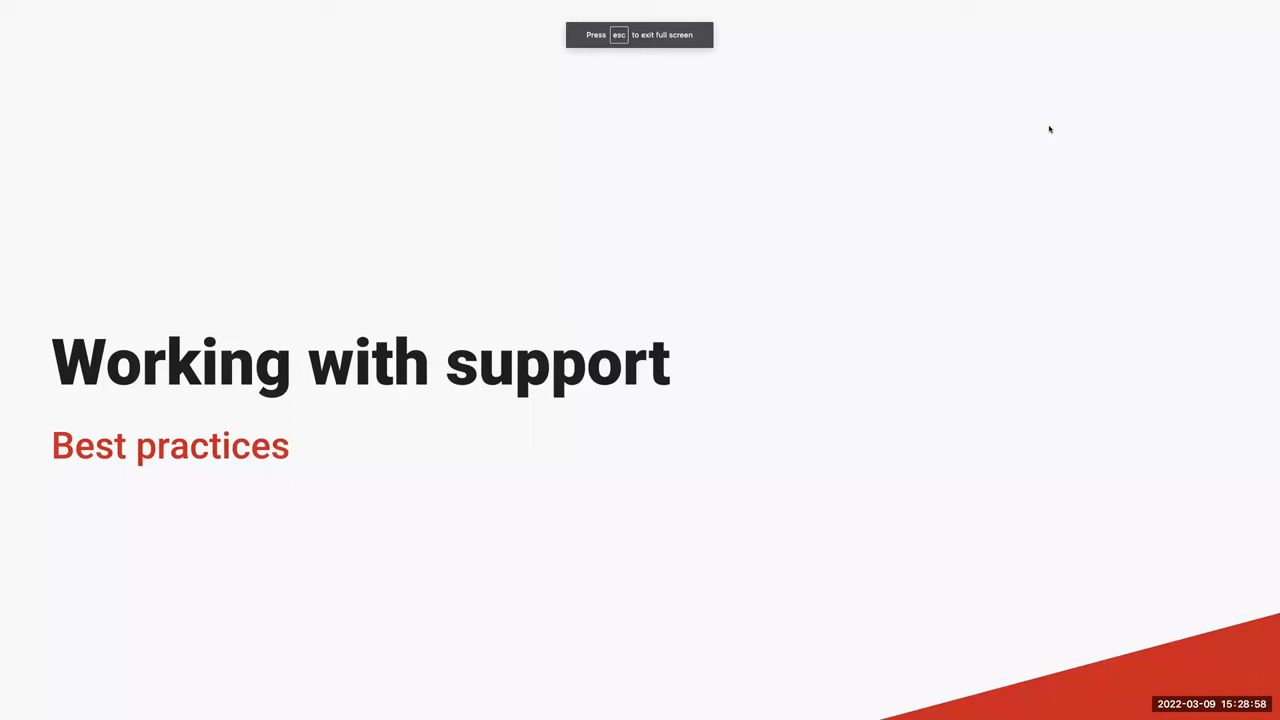 Press esc to exit full screen
Working with support
Best practices
2022-03-09 15:28:58